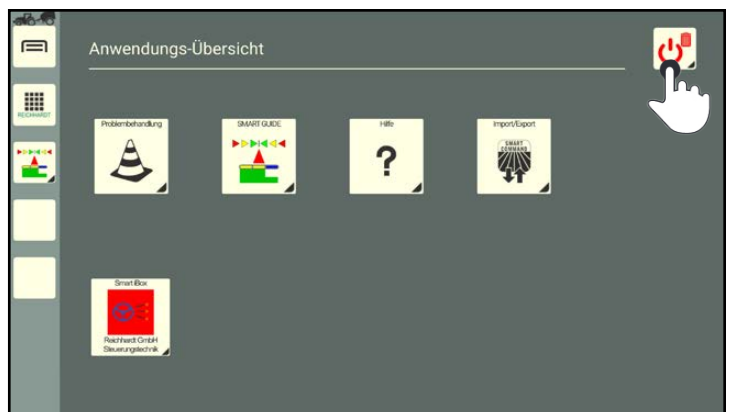 Anwendungs-Übersicht
REICHHARDT
Problembehandlung
SMART GUIDE
Hilfe
Import/Export
?
SMART
COMMAND
Smart iBox
Reichhardt GmbH
Steuerungstechnik